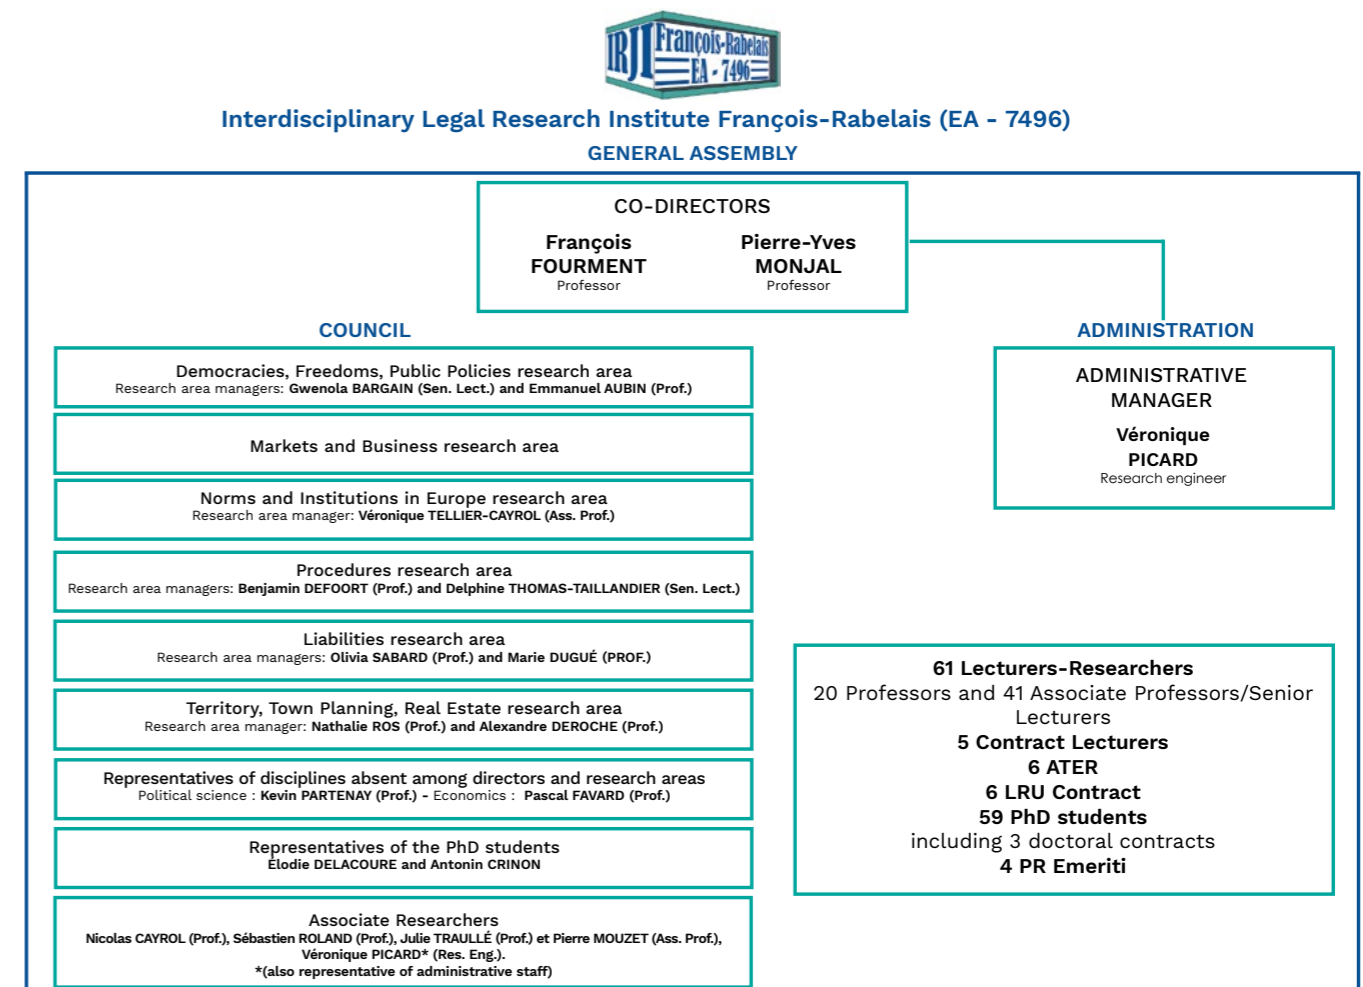 IRJI François-Rabelais
EA - 7496
Interdisciplinary Legal Research Institute François-Rabelais (EA - 7496)
GENERAL ASSEMBLY
CO-DIRECTORS
François
FOURMENT
Professor
Pierre-Yves
MONJAL
Professor
COUNCIL
Democracies, Freedoms, Public Policies research area
Research area managers: Gwenola BARGAIN (Sen. Lect.) and Emmanuel AUBIN (Prof.)
Markets and Business research area
Norms and Institutions in Europe research area
Research area manager: Véronique TELLIER-CAYROL (Ass. Prof.)
Procedures research area
Research area managers: Benjamin DEFOORT (Prof.) and Delphine THOMAS-TAILLANDIER (Sen. Lect.)
Liabilities research area
Research area managers: Olivia SABARD (Prof.) and Marie DUGUÉ (PROF.)
Territory, Town Planning, Real Estate research area
Research area manager: Nathalie ROS (Prof.) and Alexandre DEROCHE (Prof.)
Representatives of disciplines absent among directors and research areas
Political science : Kevin PARTENAY (Prof.) - Economics : Pascal FAVARD (Prof.)
Representatives of the PhD students
Élodie DELACOURE and Antonin CRINON
Associate Researchers
Nicolas CAYROL (Prof.), Sébastien ROLAND (Prof.), Julie TRAULLÉ (Prof.) et Pierre MOUZET (Ass. Prof.),
Véronique PICARD* (Res. Eng.).
*(also representative of administrative staff)
ADMINISTRATION
ADMINISTRATIVE
MANAGER
Véronique
PICARD
Research engineer
61 Lecturers-Researchers
20 Professors and 41 Associate Professors/Senior
Lecturers
5 Contract Lecturers
6 ATER
6 LRU Contract
59 PhD students
including 3 doctoral contracts
4 PR Emeriti